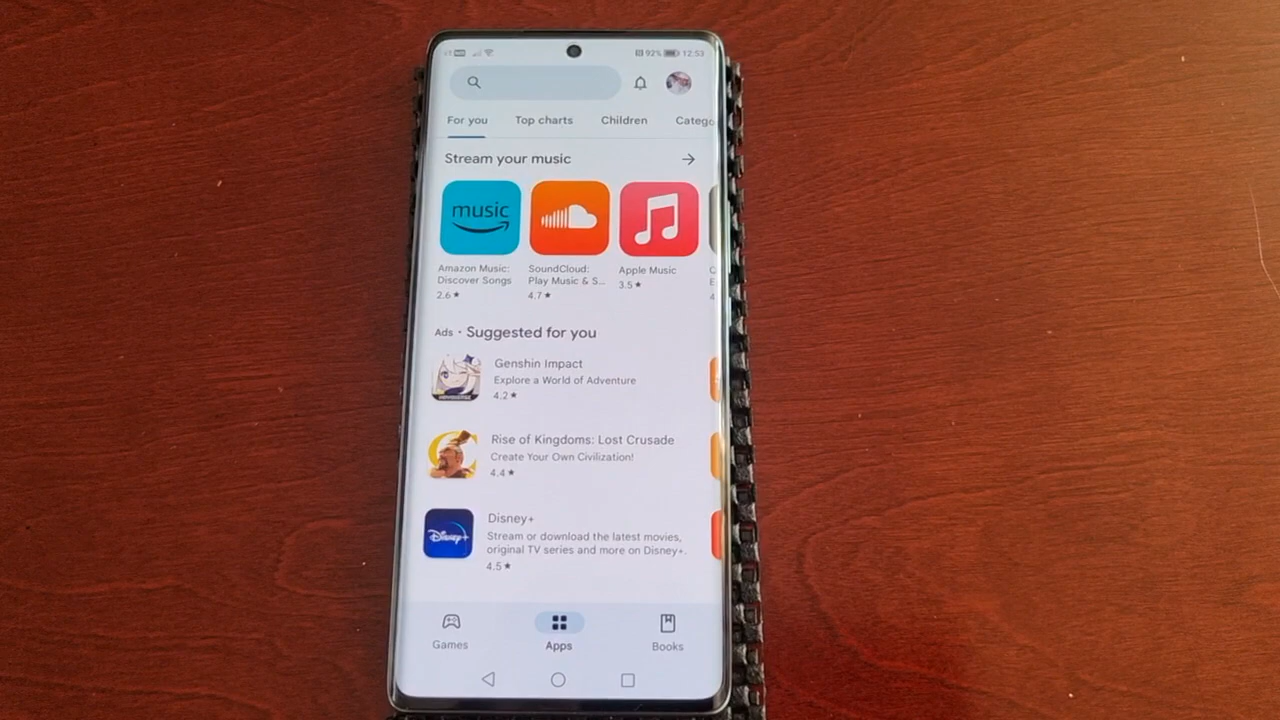 92% 12:53
For you Top charts Children Catego
Stream your music
music
Amazon Music: SoundCloud: Apple Music
Discover Songs Play Music & S... 3.5★
2.6★ 4.7★
Ads · Suggested for you
Genshin Impact
Explore a World of Adventure
4.2★
Rise of Kingdoms: Lost Crusade
Create Your Own Civilization!
4.4★
Disney+
Disney+
Stream or download the latest movies,
original TV series and more on Disney+.
4.5★
Games Apps Books